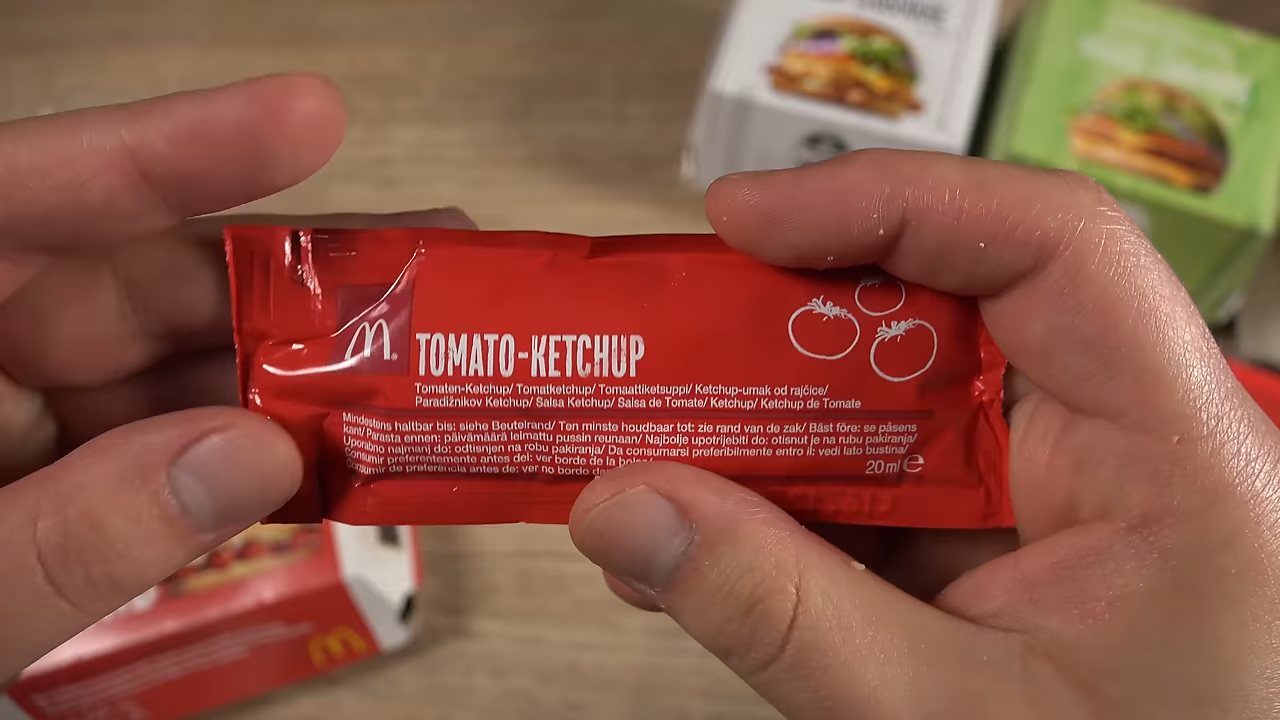 TOMATO-KETCHUP
Tomaten-Ketchup/ Tomatketchup/ Tomaattiketsuppi/ Ketchup-umak od rajčice/
Paradižnikov Ketchup/ Salsa Ketchup/ Salsa de Tomate/ Ketchup/ Ketchup de Tomate
Mindestens haltbar bis: siehe Beutelrand/ Ten minste houdbaar tot: zie rand van de zak/ Bäst före: se påsens
kant/ Parasta ennen: päivämäärä leimattu pussin reunaan/ Najbolje upotrijebiti do: otisnut je na rubu pakiranja/
Uporabno najmanj do: odtisnjen na robu pakiranja/ Da consumarsi preferibilmente entro il: vedi lato bustina/
Consumir preferentemente antes del: ver borde de la
Consumir de preferência antes de: ver no bordo
20 ml ℮